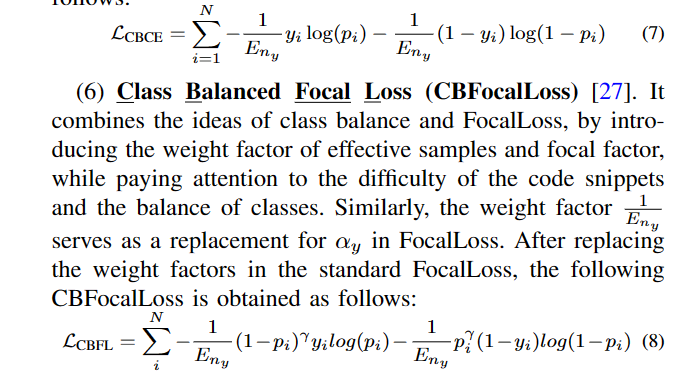 follows:
$\mathcal{L}_{\text{CBCE}} = \sum_{i=1}^{N} -\frac{1}{E_{n_y}} y_i \log(p_i) - \frac{1}{E_{n_y}} (1 - y_i) \log(1 - p_i)$ (7)
(6) Class Balanced Focal Loss (CBFocalLoss) [27]. It
combines the ideas of class balance and FocalLoss, by intro-
ducing the weight factor of effective samples and focal factor,
while paying attention to the difficulty of the code snippets
and the balance of classes. Similarly, the weight factor $\frac{1}{E_{n_y}}$
serves as a replacement for $\alpha_y$ in FocalLoss. After replacing
the weight factors in the standard FocalLoss, the following
CBFocalLoss is obtained as follows:
$\mathcal{L}_{\text{CBFL}} = \sum_{i}^{N} -\frac{1}{E_{n_y}} (1-p_i)^{\gamma} y_i log(p_i) - \frac{1}{E_{n_y}} p_i^{\gamma} (1-y_i) log(1-p_i)$ (8)